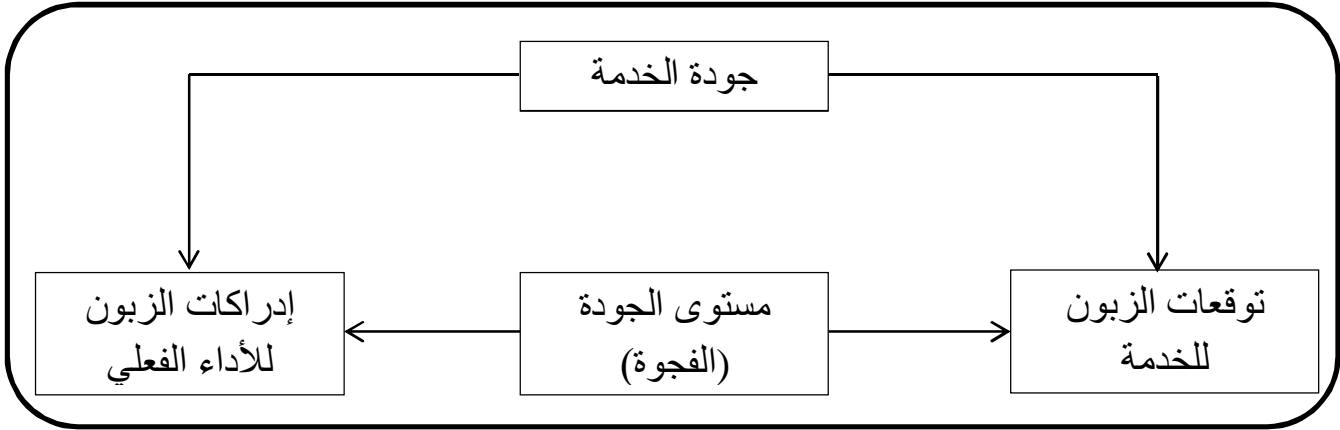 جودة الخدمة
توقعات الزبون
للخدمة
مستوى الجودة
(الفجوة)
إدراكات الزبون
للأداء الفعلي